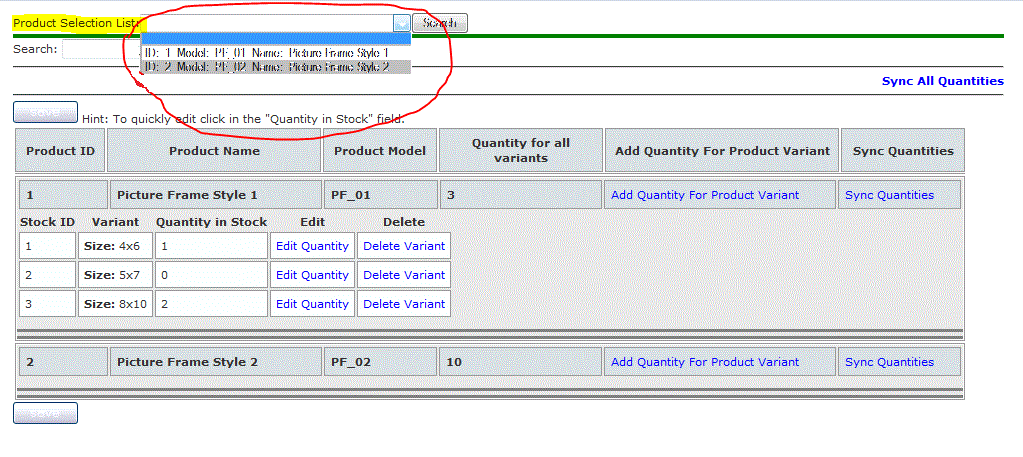 Product Selection List: Search
ID: 1 Model: PF_01 Name: Picture Frame Style 1
ID: 2 Model: PF_02 Name: Picture Frame Style 2
Search:
Sync All Quantities
save Hint: To quickly edit click in the "Quantity in Stock" field.
Product ID Product Name Product Model Quantity for all variants Add Quantity For Product Variant Sync Quantities
1 Picture Frame Style 1 PF_01 3 Add Quantity For Product Variant Sync Quantities
Stock ID Variant Quantity in Stock Edit Delete
1 Size: 4x6 1 Edit Quantity Delete Variant
2 Size: 5x7 0 Edit Quantity Delete Variant
3 Size: 8x10 2 Edit Quantity Delete Variant
2 Picture Frame Style 2 PF_02 10 Add Quantity For Product Variant Sync Quantities
save